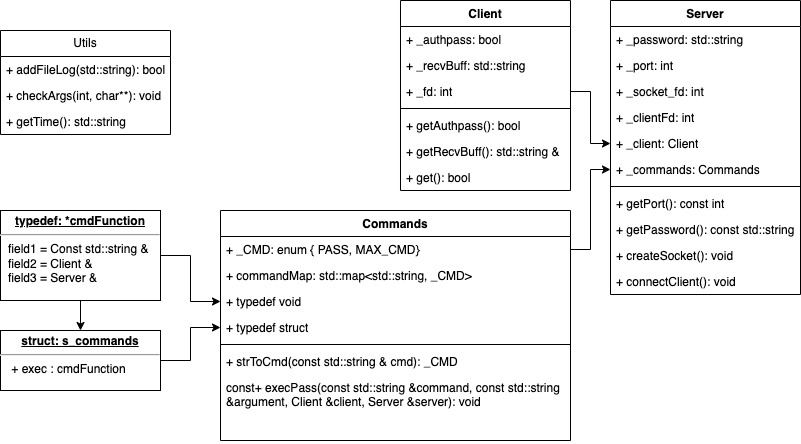 Utils
+ addFileLog(std::string): bool
+ checkArgs(int, char**): void
+ getTime(): std::string
Client
+ _authpass: bool
+ _recvBuff: std::string
+ _fd: int
+ getAuthpass(): bool
+ getRecvBuff(): std::string &
+ get(): bool
Server
+ _password: std::string
+ _port: int
+ _socket_fd: int
+ _clientFd: int
+ _client: Client
+ _commands: Commands
+ getPort(): const int
+ getPassword(): const std::string
+ createSocket(): void
+ connectClient(): void
typedef: *cmdFunction
field1 = Const std::string &
field2 = Client &
field3 = Server &
struct: s_commands
+ exec : cmdFunction
Commands
+ _CMD: enum { PASS, MAX_CMD}
+ commandMap: std::map<std::string, _CMD>
+ typedef void
+ typedef struct
+ strToCmd(const std::string & cmd): _CMD
const+ execPass(const std::string &command, const std::string
&argument, Client &client, Server &server): void